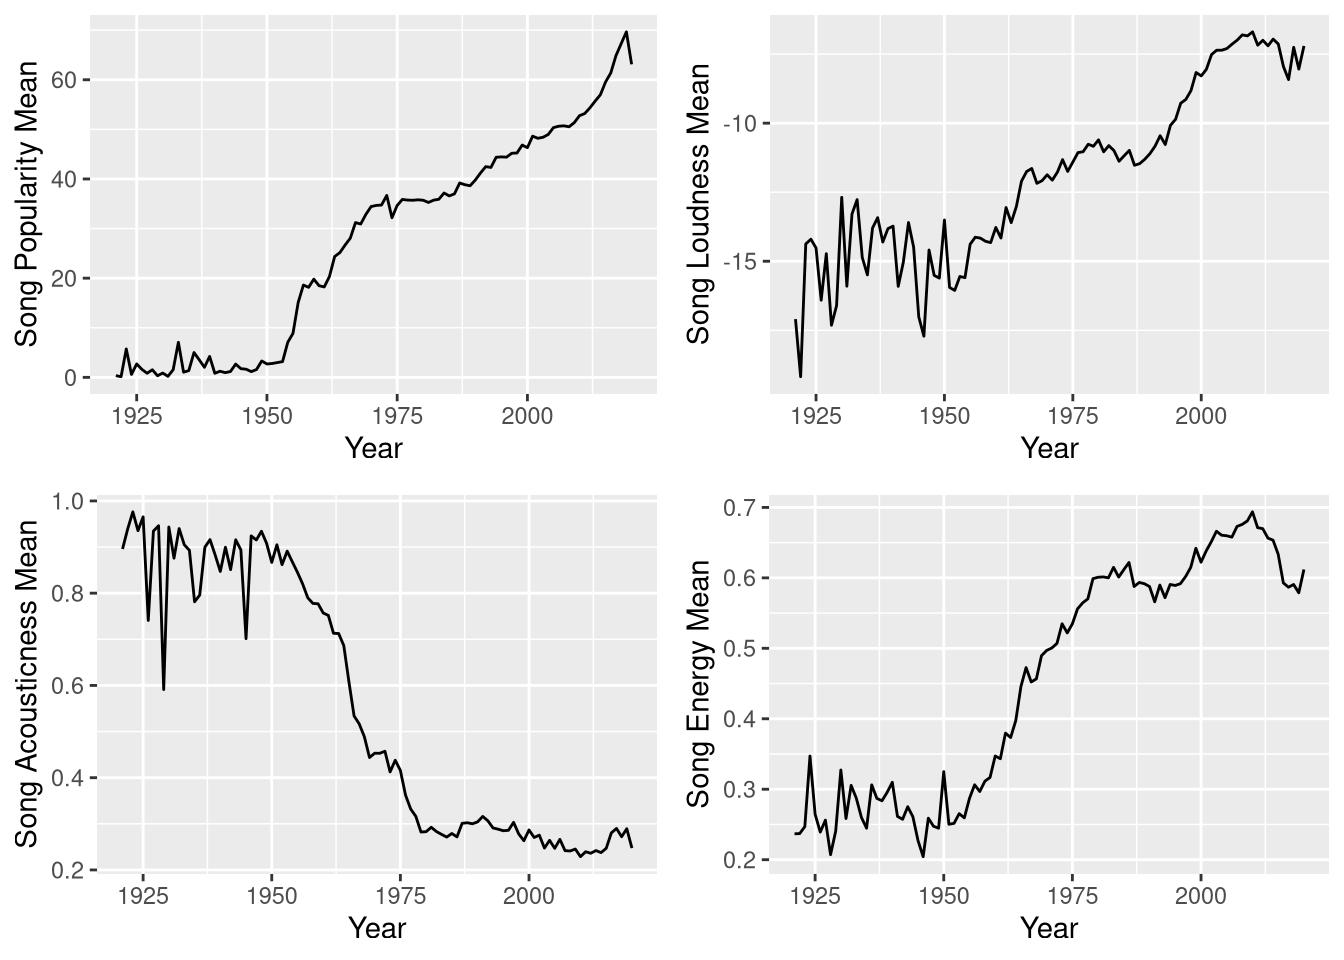 Song Popularity Mean
60
40
20
0
1925 1950 1975 2000
Year
Song Loudness Mean
-10
-15
1925 1950 1975 2000
Year
Song Acousticness Mean
1.0
0.8
0.6
0.4
0.2
1925 1950 1975 2000
Year
Song Energy Mean
0.7
0.6
0.5
0.4
0.3
0.2
1925 1950 1975 2000
Year